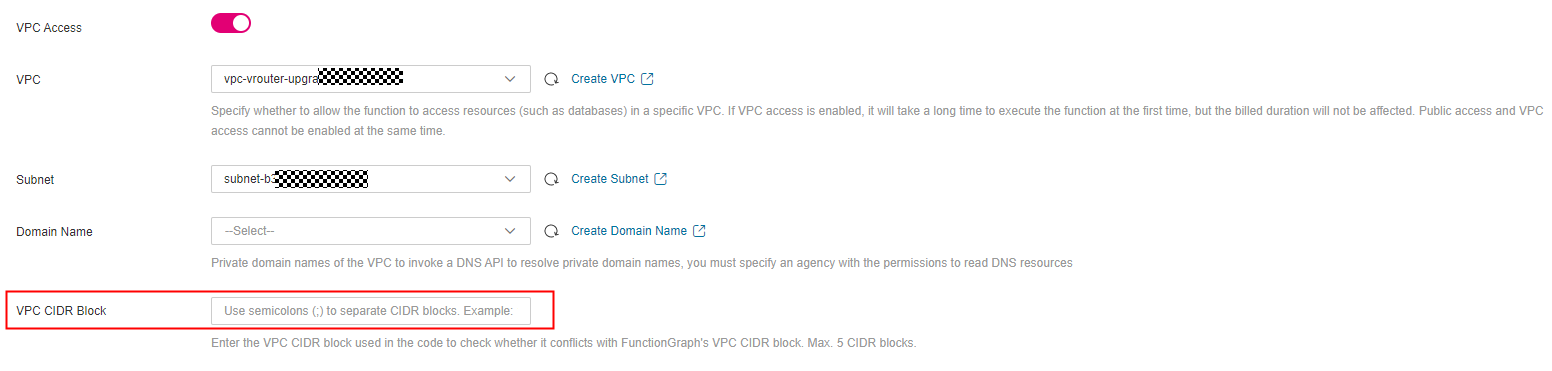 VPC Access
VPC
vpc-vrouter-upgra
Create VPC
Specify whether to allow the function to access resources (such as databases) in a specific VPC. If VPC access is enabled, it will take a long time to execute the function at the first time, but the billed duration will not be affected. Public access and VPC
access cannot be enabled at the same time.
Subnet
subnet-b3
Create Subnet
Domain Name
--Select--
Create Domain Name
Private domain names of the VPC to invoke a DNS API to resolve private domain names, you must specify an agency with the permissions to read DNS resources
VPC CIDR Block
Use semicolons (;) to separate CIDR blocks. Example:
Enter the VPC CIDR block used in the code to check whether it conflicts with FunctionGraph's VPC CIDR block. Max. 5 CIDR blocks.